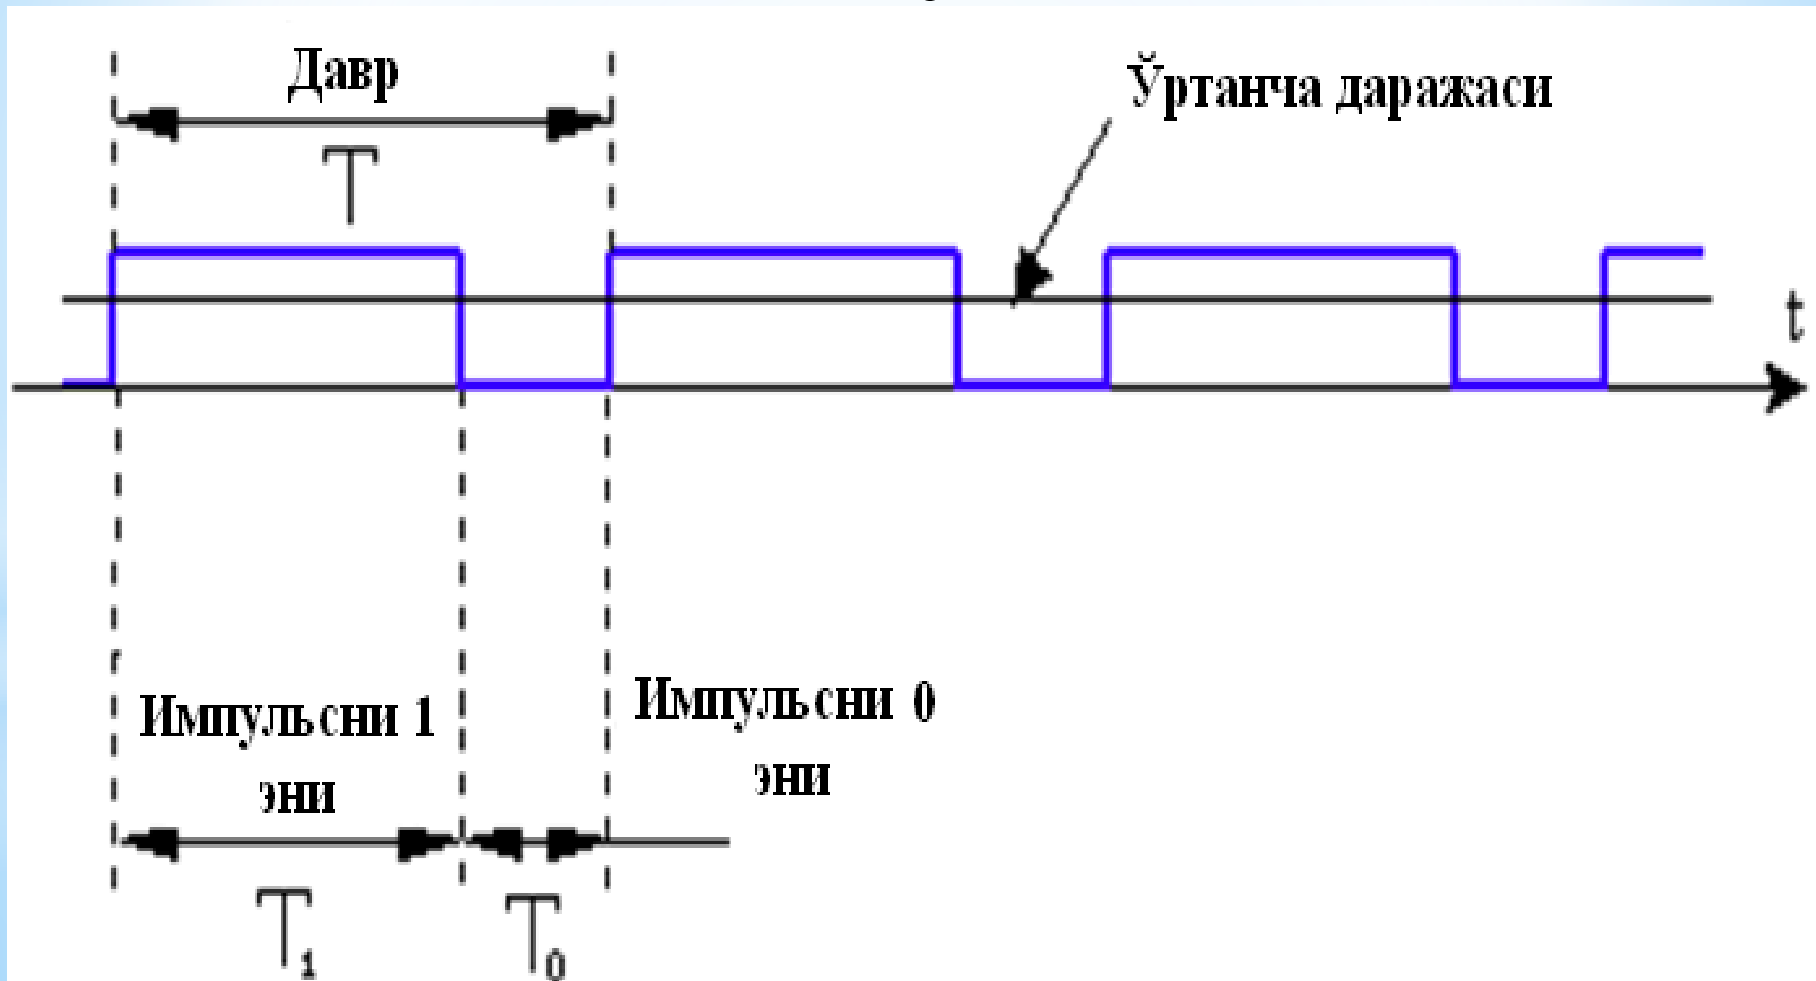 Давр
Ўртанча даражаси
T
t
Импульсни 1
эни
Импульсни 0
эни
T1
T0